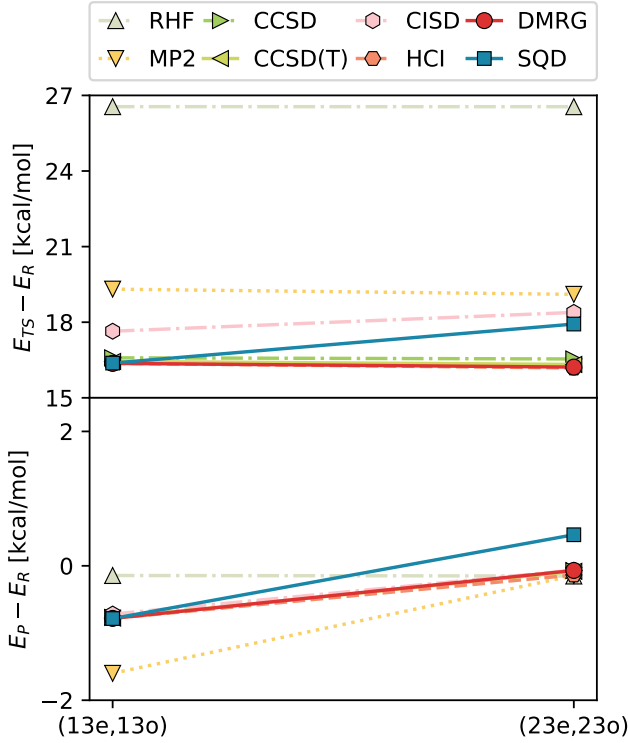 RHF CCSD CISD DMRG
MP2 CCSD(T) HCI SQD
27
24
18
15
E_TS − E_R [kcal/mol]
2
0
−2
E_P − E_R [kcal/mol]
(13e,13o) (23e,23o)